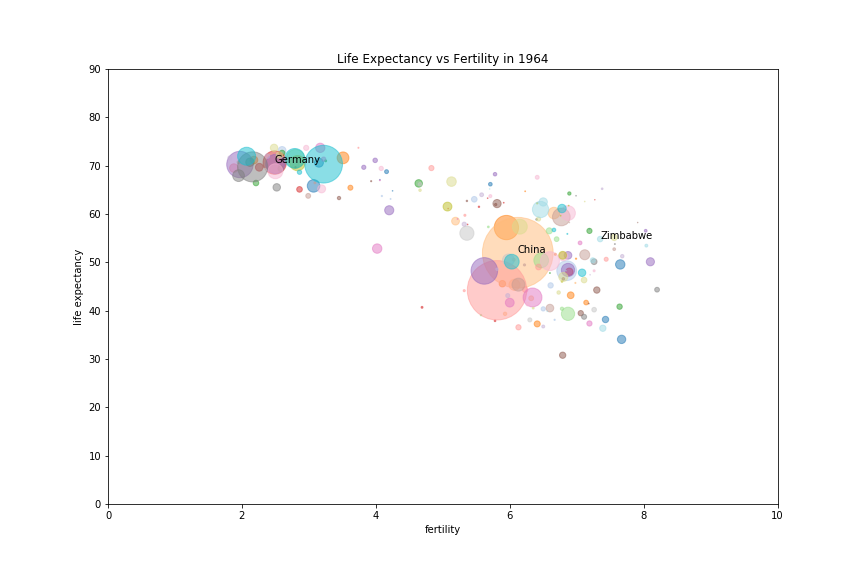 Life Expectancy vs Fertility in 1964
90
80
70
60
50
40
30
20
10
0
life expectancy
Germany
Zimbabwe
China
0 2 4 6 8 10
fertility